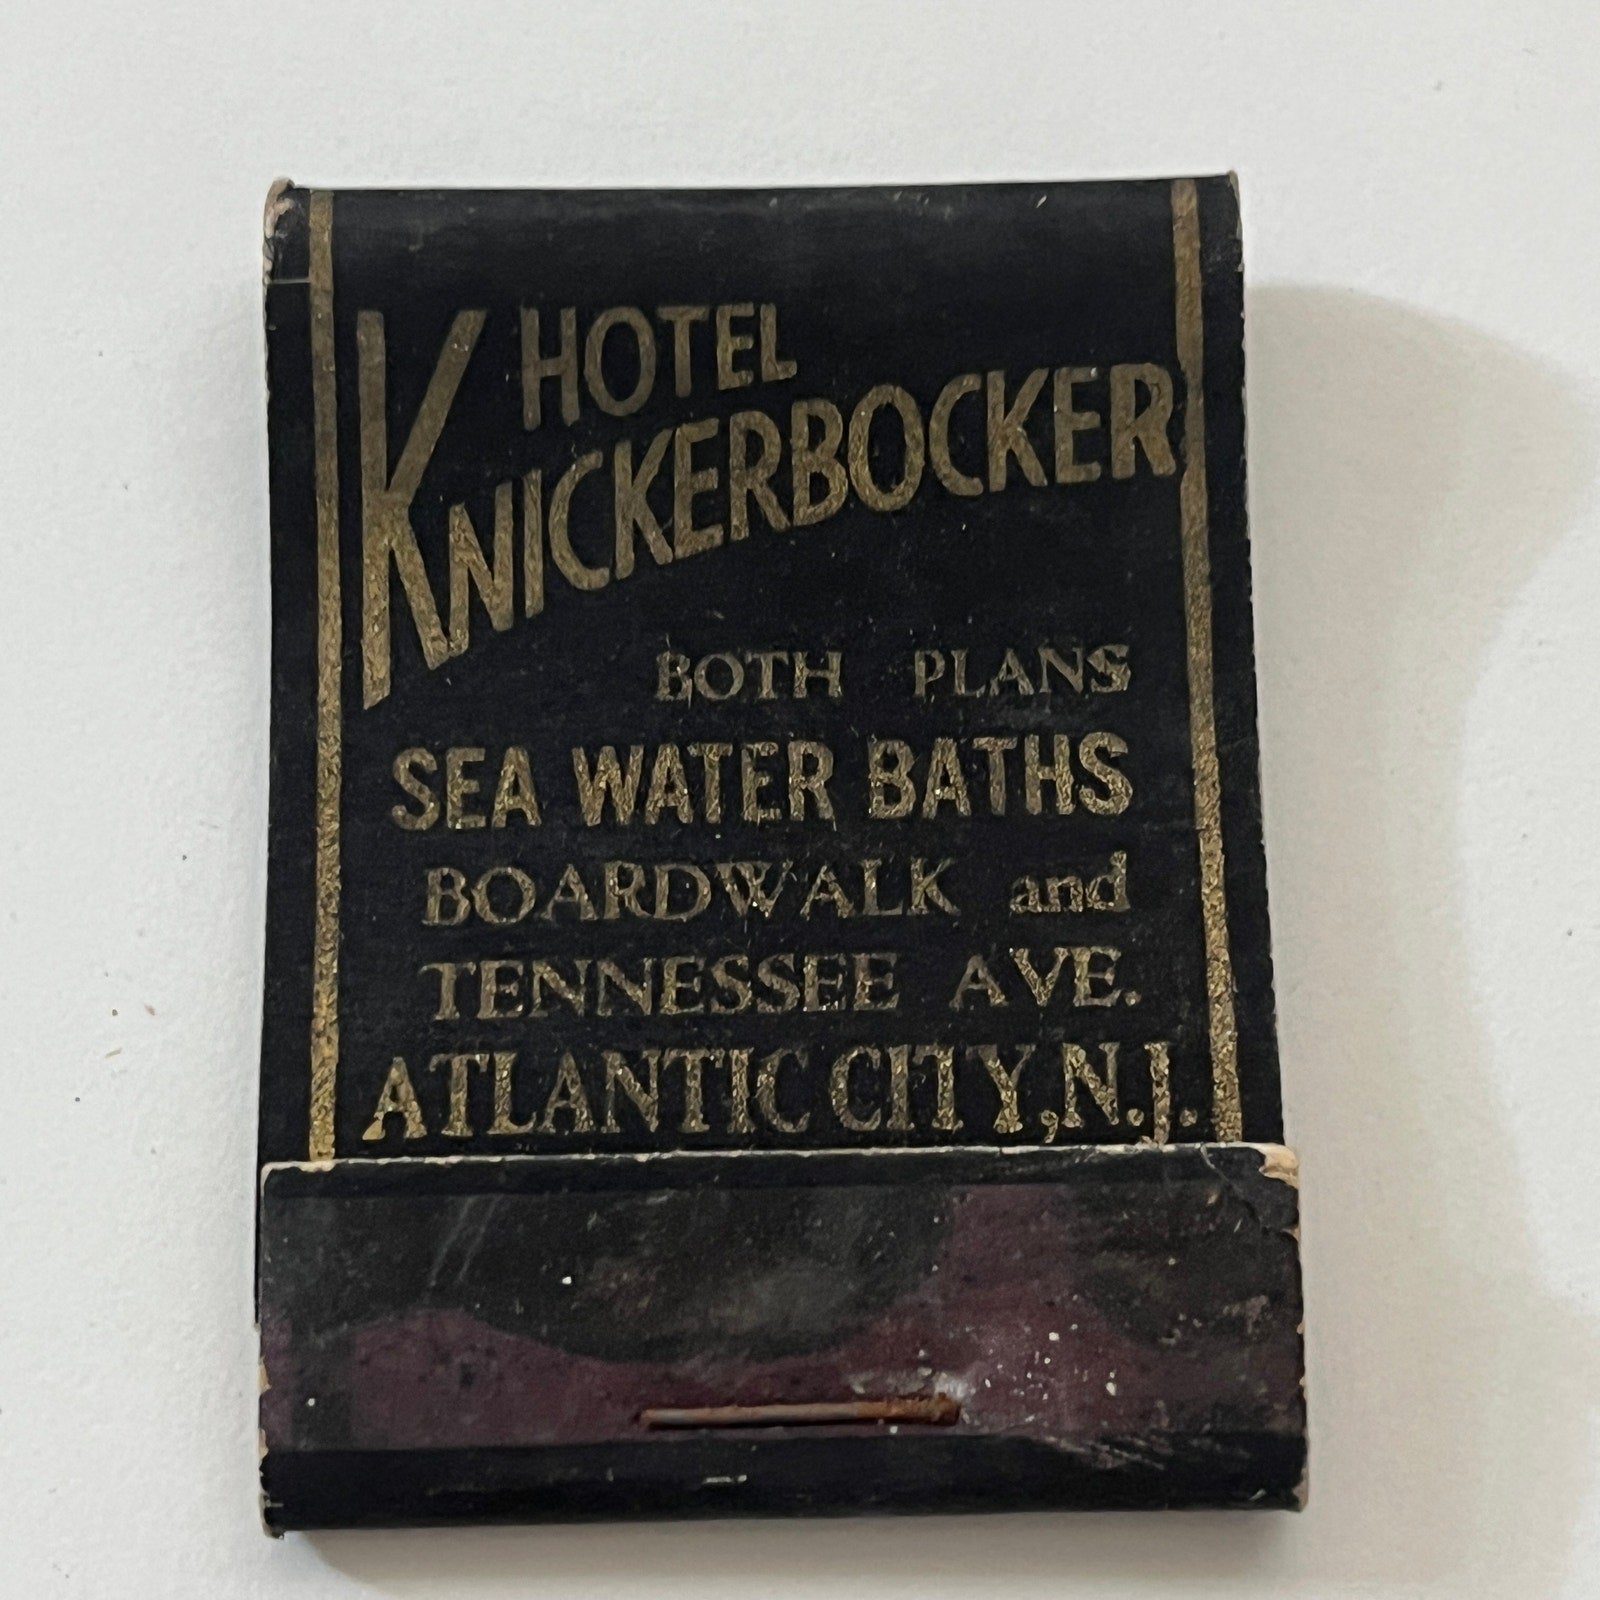 HOTEL
KNICKERBOCKER
BOTH PLANS
SEA WATER BATHS
BOARDWALK and
TENNESSEE AVE.
ATLANTIC CITY, N.J.